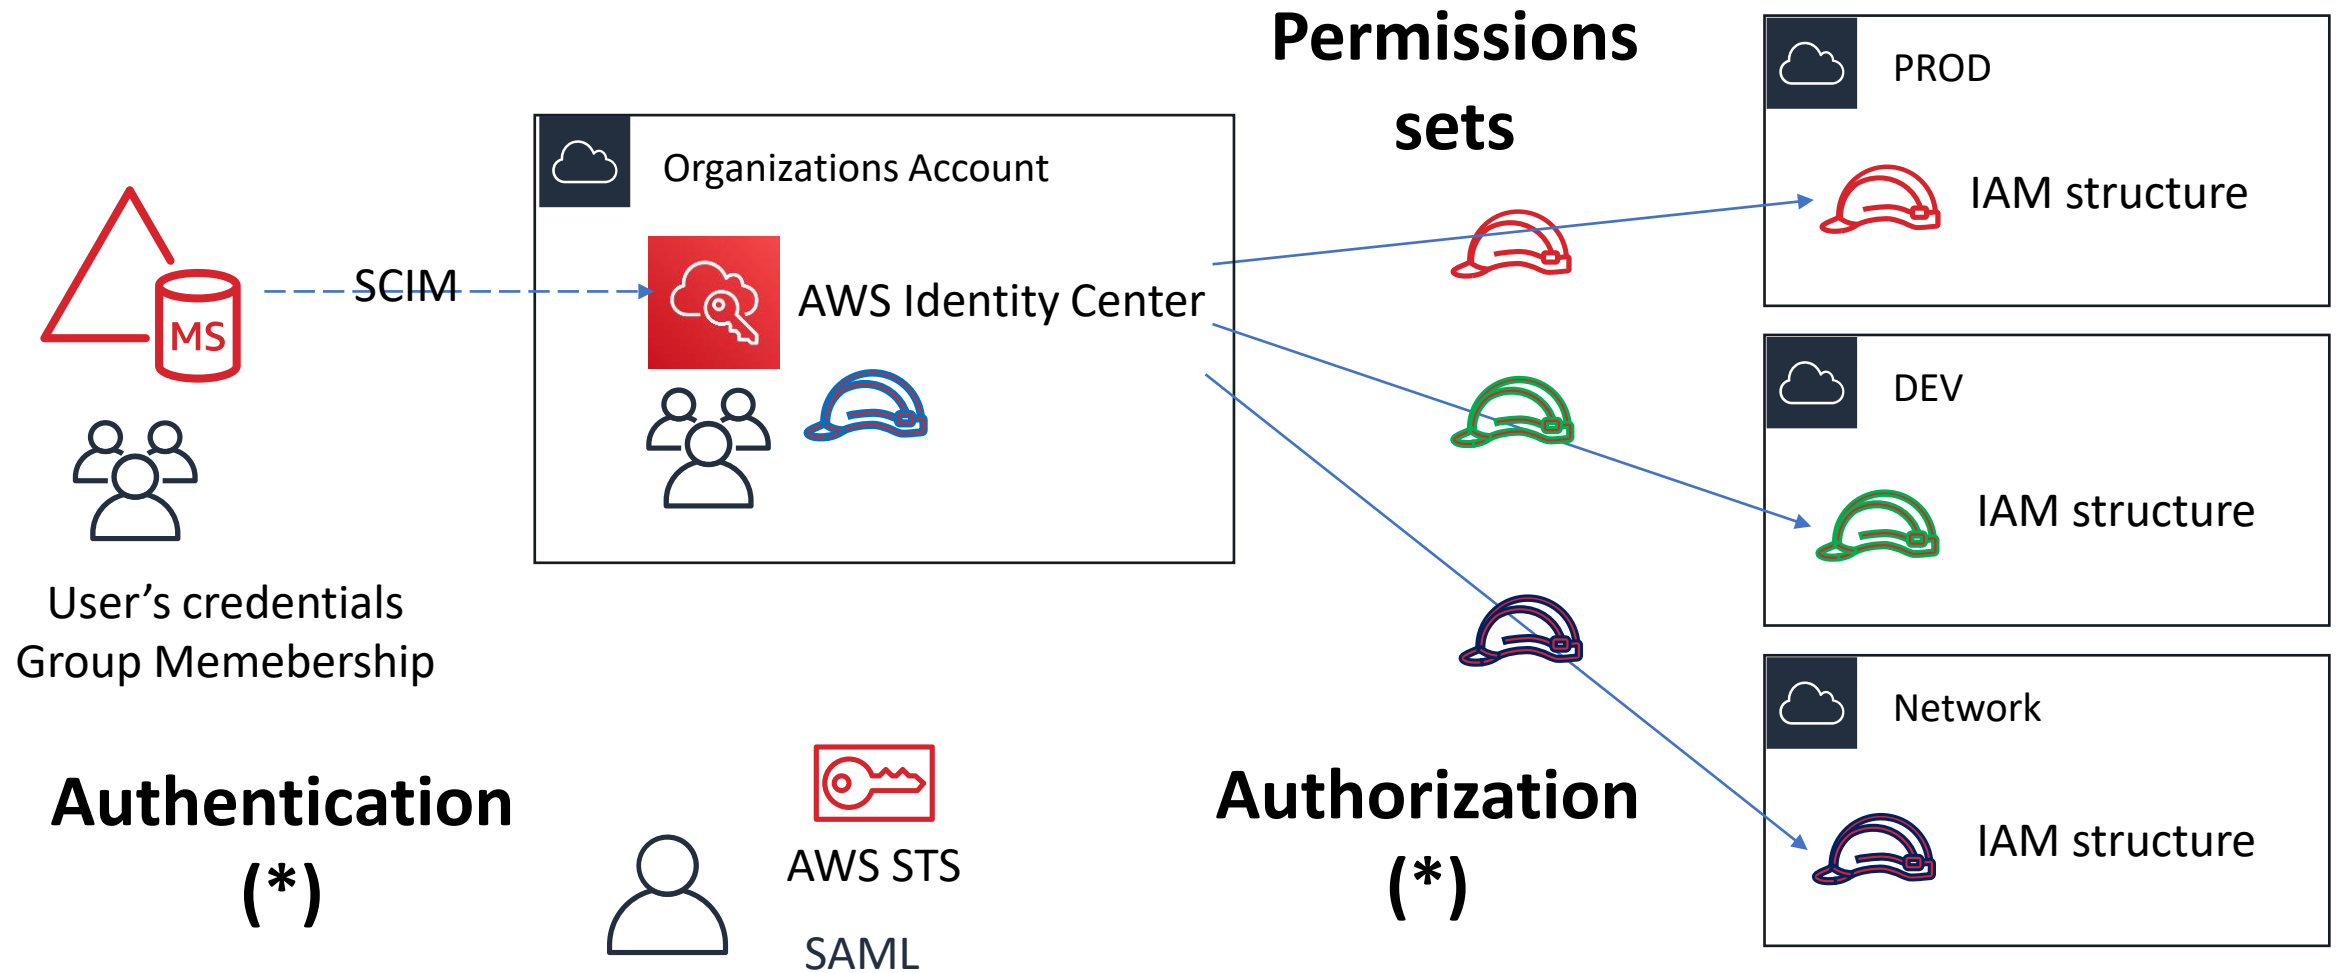 Permissions
sets
PROD
IAM structure
Organizations Account
SCIM
AWS Identity Center
MS
DEV
IAM structure
User’s credentials
Group Memebership
Network
IAM structure
Authentication
(*)
AWS STS
SAML
Authorization
(*)